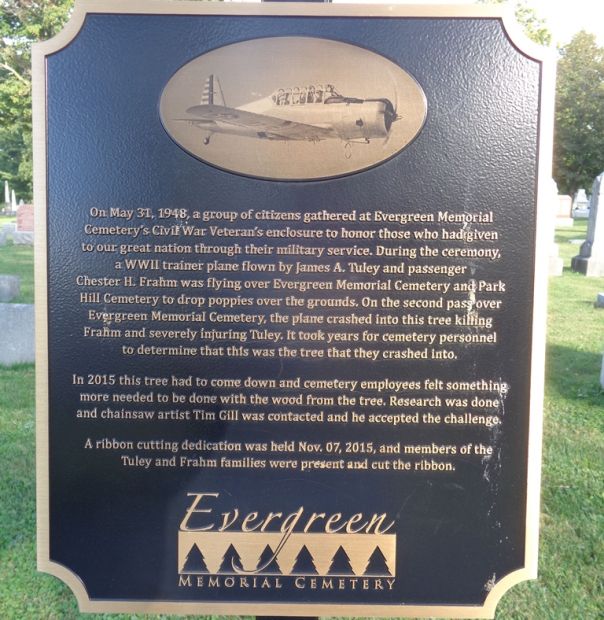 On May 31, 1948, a group of citizens gathered at Evergreen Memorial
Cemetery's Civil War Veteran's enclosure to honor those who had given
to our great nation through their military service. During the ceremony,
a WWII trainer plane flown by James A. Tuley and passenger
Chester H. Frahm was flying over Evergreen Memorial Cemetery and Park
Hill Cemetery to drop poppies over the grounds. On the second pass over
Evergreen Memorial Cemetery, the plane crashed into this tree killing
Frahm and severely injuring Tuley. It took years for cemetery personnel
to determine that this was the tree that they crashed into.
In 2015 this tree had to come down and cemetery employees felt something
more needed to be done with the wood from the tree. Research was done
and chainsaw artist Tim Gill was contacted and he accepted the challenge.
A ribbon cutting dedication was held Nov. 07, 2015, and members of the
Tuley and Frahm families were present and cut the ribbon.
Evergreen
MEMORIAL CEMETERY